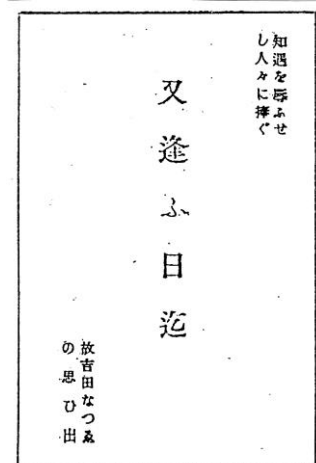 知遇を辱ふせ
し人々に捧ぐ
又逢ふ日迄
故吉田なつゑ
の思ひ出